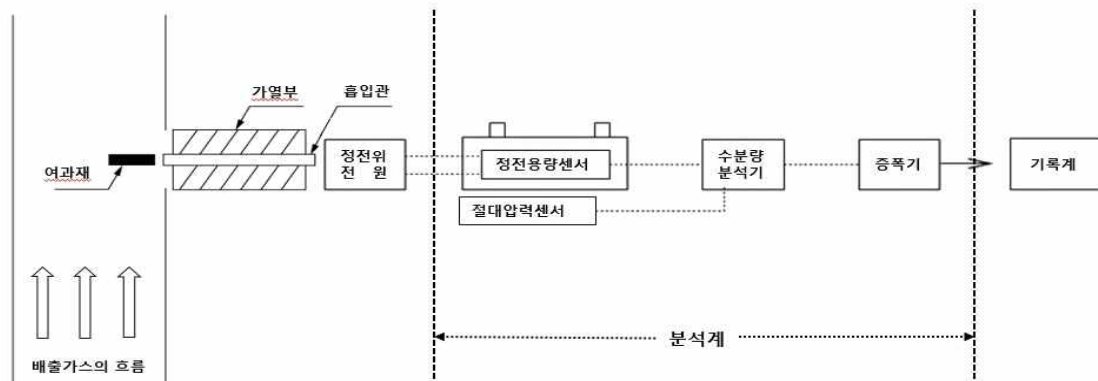 가열부
흡입관
여과재
정전위
전 원
정전용량센서
절대압력센서
수분량
분석기
증폭기
기록계
분석계
배출가스의 흐름